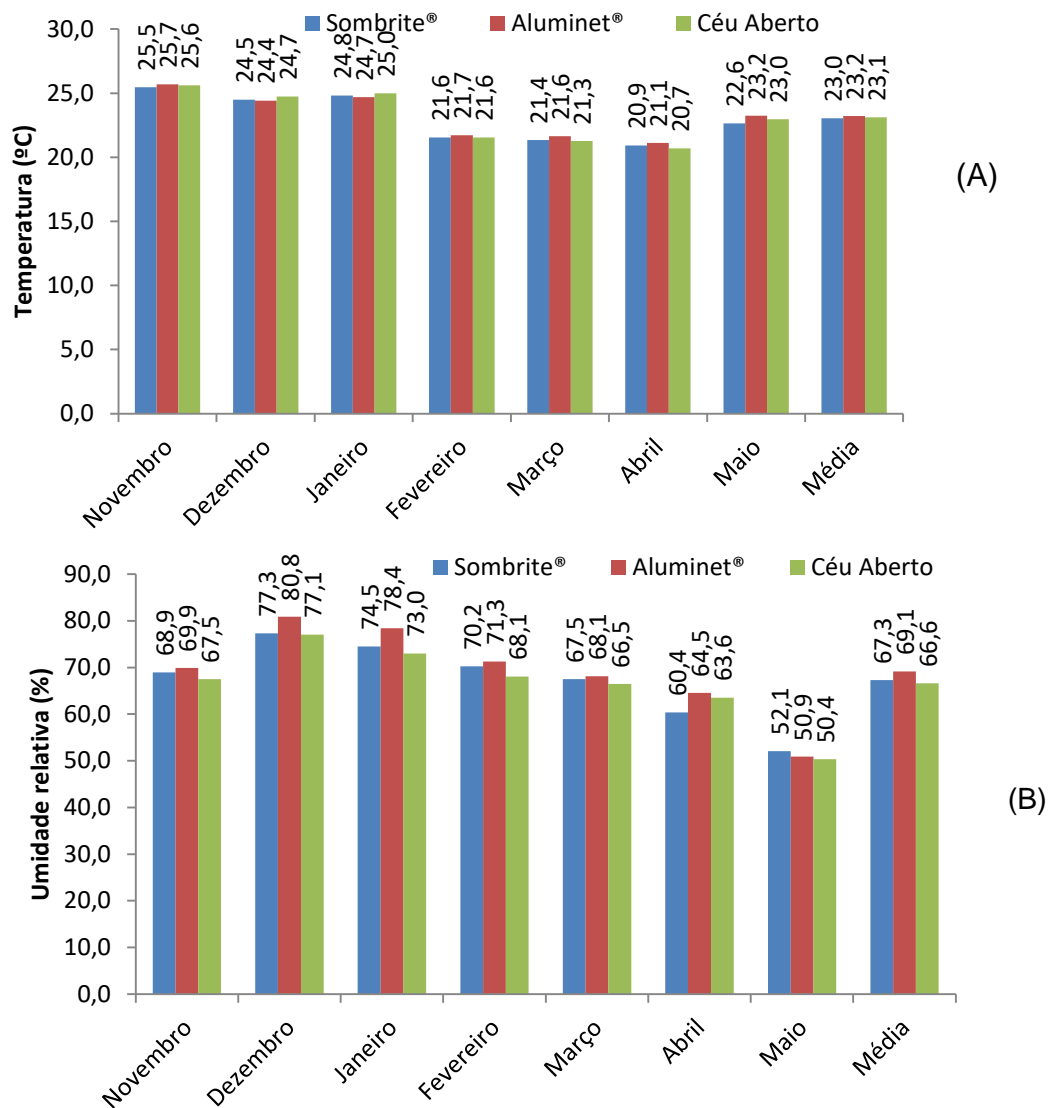 Sombrite® Aluminet® Céu Aberto
30,0
25,0
20,0
15,0
10,0
5,0
0,0
Temperatura (ºC)
25,5 25,7 25,6
24,5 24,4 24,7
24,8 24,7 25,0
21,6 21,7 21,6
21,4 21,6 21,3
20,9 21,1 20,7
22,6 23,2 23,0
23,0 23,2 23,1
Novembro
Dezembro
Janeiro
Fevereiro
Março
Abril
Maio
Média
(A)
Sombrite® Aluminet® Céu Aberto
90,0
80,0
70,0
60,0
50,0
40,0
30,0
20,0
10,0
0,0
Umidade relativa (%)
68,9 69,9 67,5
77,3 80,8 77,1
74,5 78,4 73,0
70,2 71,3 68,1
67,5 68,1 66,5
60,4 64,5 63,6
52,1 50,9 50,4
67,3 69,1 66,6
Novembro
Dezembro
Janeiro
Fevereiro
Março
Abril
Maio
Média
(B)